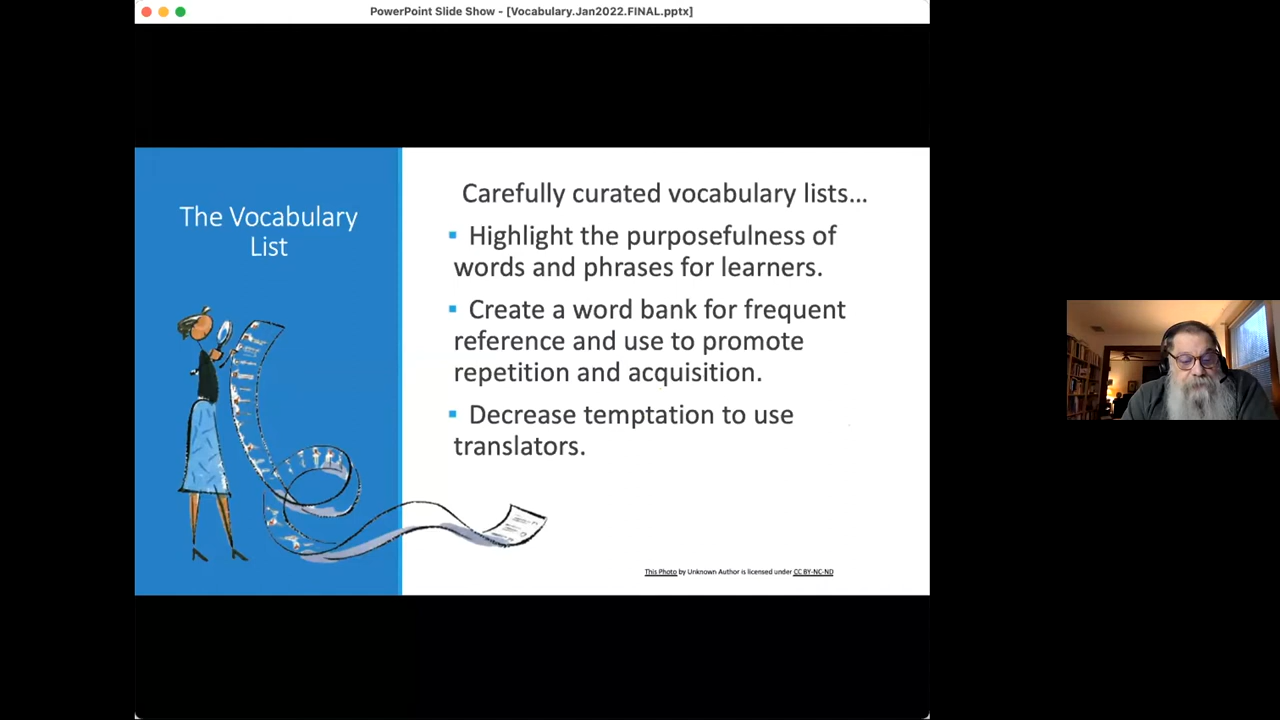 PowerPoint Slide Show - [Vocabulary.Jan2022.FINAL.pptx]
The Vocabulary
List
Carefully curated vocabulary lists...
▪ Highlight the purposefulness of
words and phrases for learners.
▪ Create a word bank for frequent
reference and use to promote
repetition and acquisition.
▪ Decrease temptation to use
translators.
This Photo by Unknown Author is licensed under CC BY-NC-ND